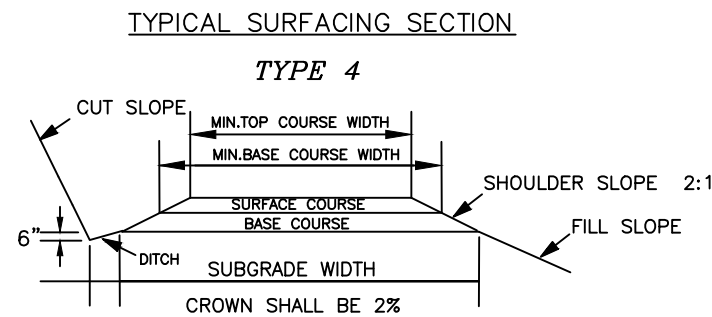 TYPICAL SURFACING SECTION
TYPE 4
CUT SLOPE
MIN.TOP COURSE WIDTH
MIN.BASE COURSE WIDTH
SHOULDER SLOPE 2:1
SURFACE COURSE
BASE COURSE
FILL SLOPE
6"
DITCH
SUBGRADE WIDTH
CROWN SHALL BE 2%